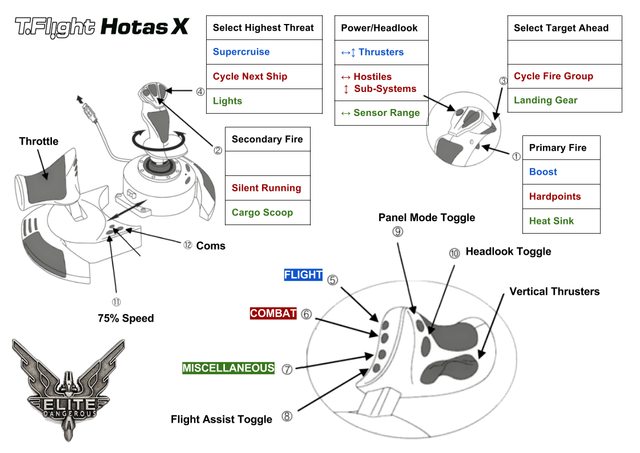 T.Flight Hotas X
Select Highest Threat
Supercruise
Cycle Next Ship
Lights
Power/Headlook
↔↕ Thrusters
↔ Hostiles
↕ Sub-Systems
↔ Sensor Range
Select Target Ahead
Cycle Fire Group
Landing Gear
④
③
②
①
Throttle
Secondary Fire
Silent Running
Cargo Scoop
Primary Fire
Boost
Hardpoints
Heat Sink
⑫ Coms
⑪
75% Speed
Panel Mode Toggle
⑨
⑩ Headlook Toggle
Vertical Thrusters
FLIGHT ⑤
COMBAT ⑥
MISCELLANEOUS ⑦
Flight Assist Toggle ⑧
ELITE
DANGEROUS